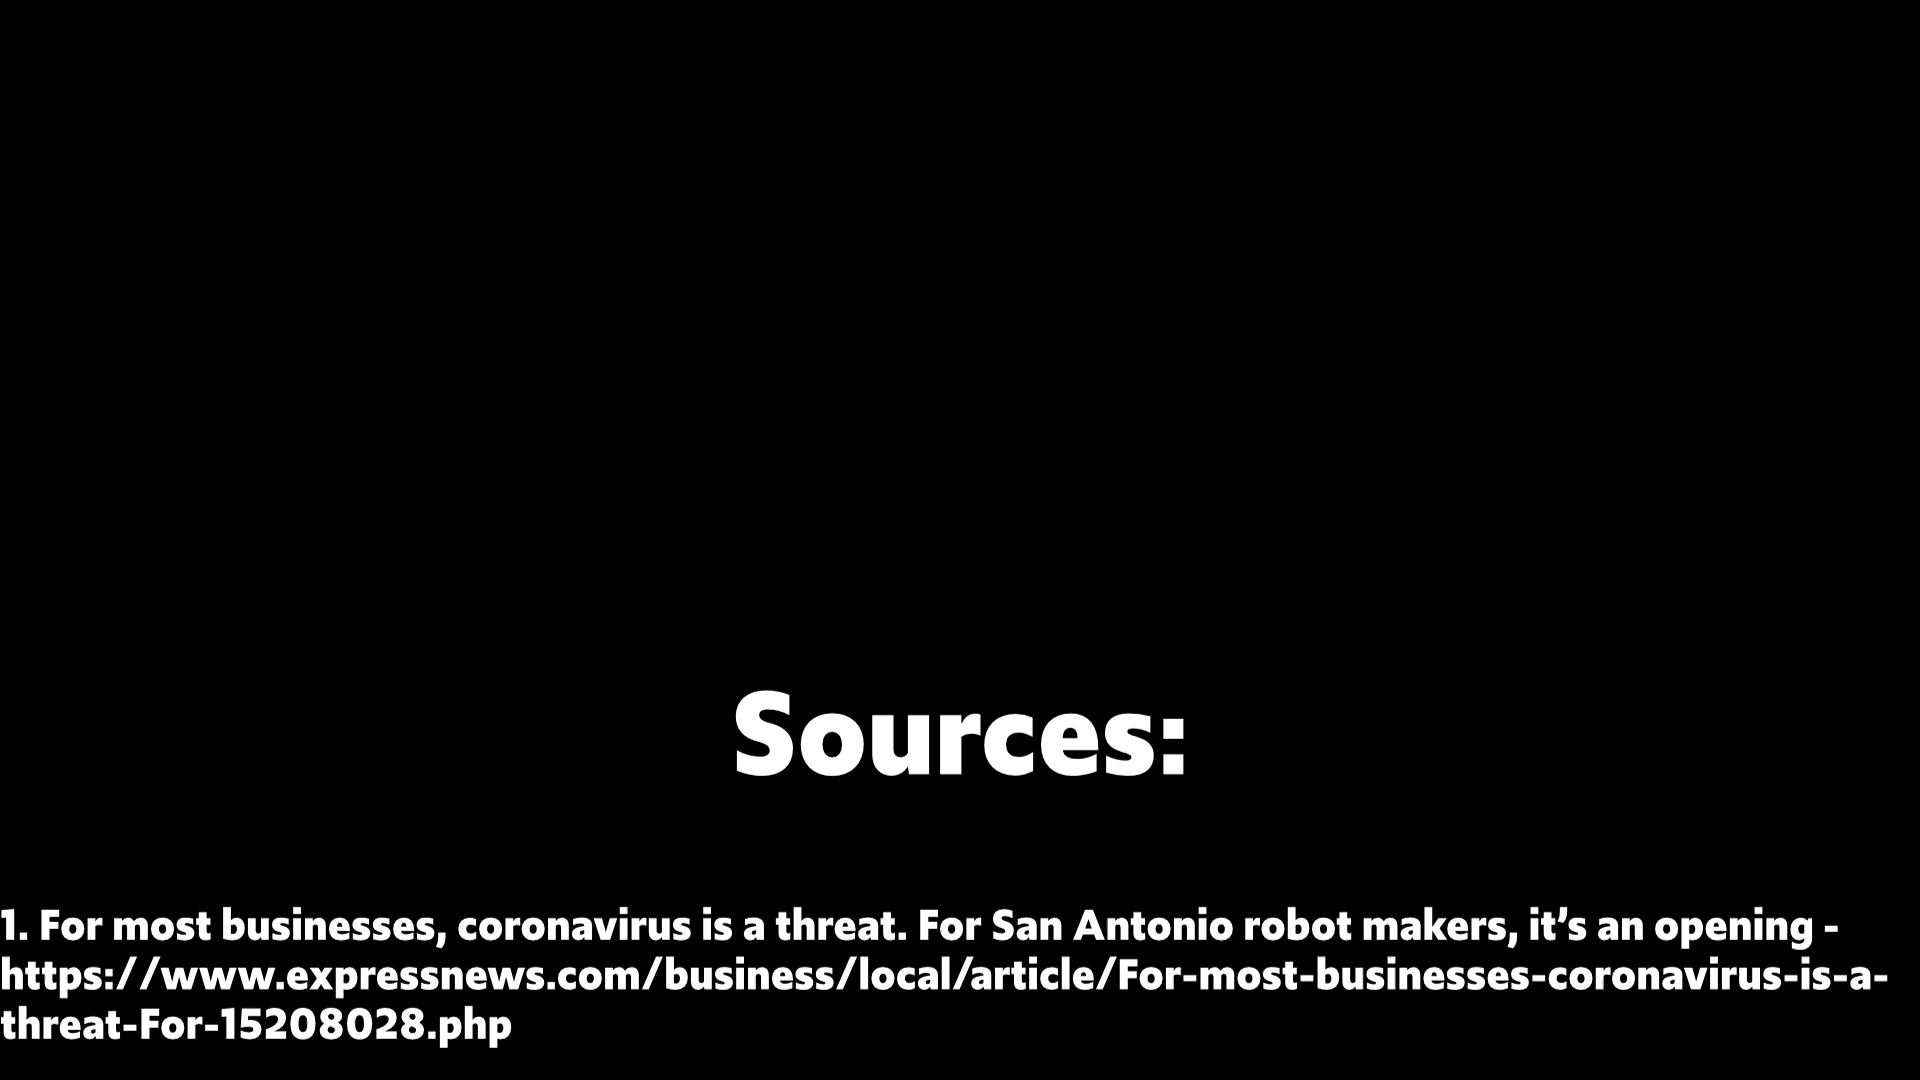 Sources:
1. For most businesses, coronavirus is a threat. For San Antonio robot makers, it’s an opening -
https://www.expressnews.com/business/local/article/For-most-businesses-coronavirus-is-a-
threat-For-15208028.php